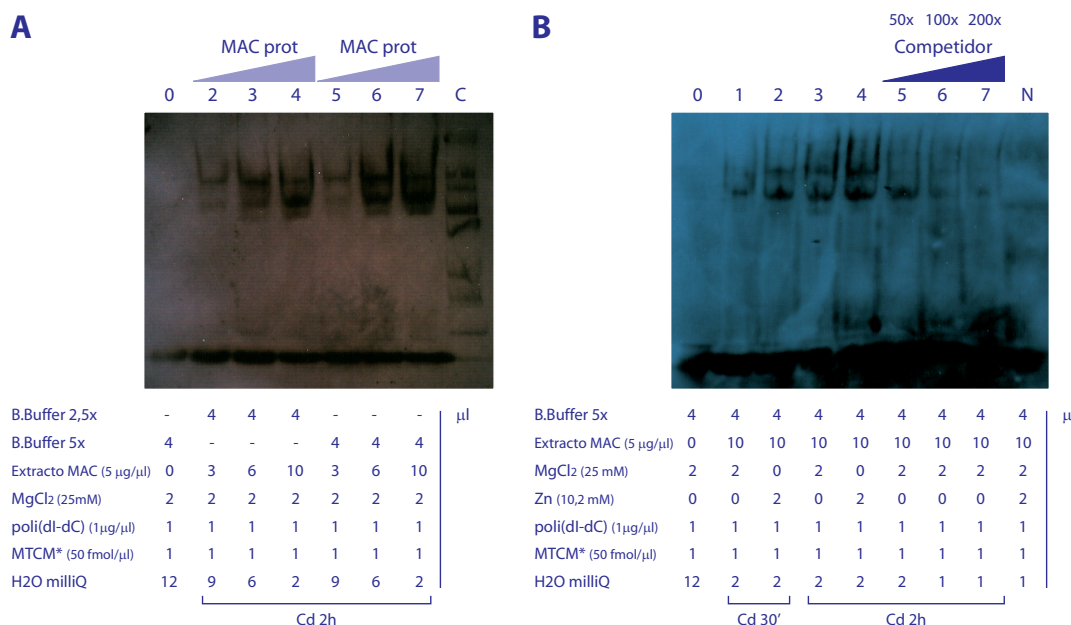 A
MAC prot MAC prot
0 2 3 4 5 6 7 C
B.Buffer 2,5x - 4 4 4 - - - µl
B.Buffer 5x 4 - - - 4 4 4
Extracto MAC (5 µg/µl) 0 3 6 10 3 6 10
MgCl2 (25mM) 2 2 2 2 2 2 2
poli(dI-dC) (1µg/µl) 1 1 1 1 1 1 1
MTCM* (50 fmol/µl) 1 1 1 1 1 1 1
H2O milliQ 12 9 6 2 9 6 2
Cd 2h
B
50x 100x 200x
Competidor
0 1 2 3 4 5 6 7 N
B.Buffer 5x 4 4 4 4 4 4 4 4 4 µ
Extracto MAC (5 µg/µl) 0 10 10 10 10 10 10 10 10
MgCl2 (25 mM) 2 2 0 2 0 2 2 2 2
Zn (10,2 mM) 0 0 2 0 2 0 0 0 2
poli(dI-dC) (1µg/µl) 1 1 1 1 1 1 1 1 1
MTCM* (50 fmol/µl) 1 1 1 1 1 1 1 1 1
H2O milliQ 12 2 2 2 2 2 1 1 1
Cd 30' Cd 2h